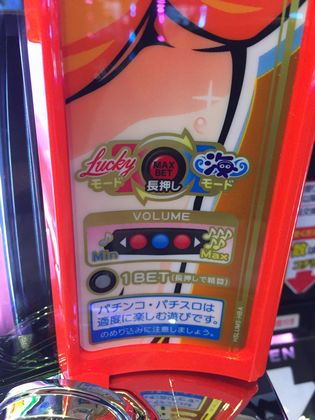 Lucky
モード
MAX
BET
長押し
海
モード
VOLUME
Min
Max
1BET(長押しで精算)
パチンコ・パチスロは
適度に楽しむ遊びです。
のめり込みに注意しましょう。